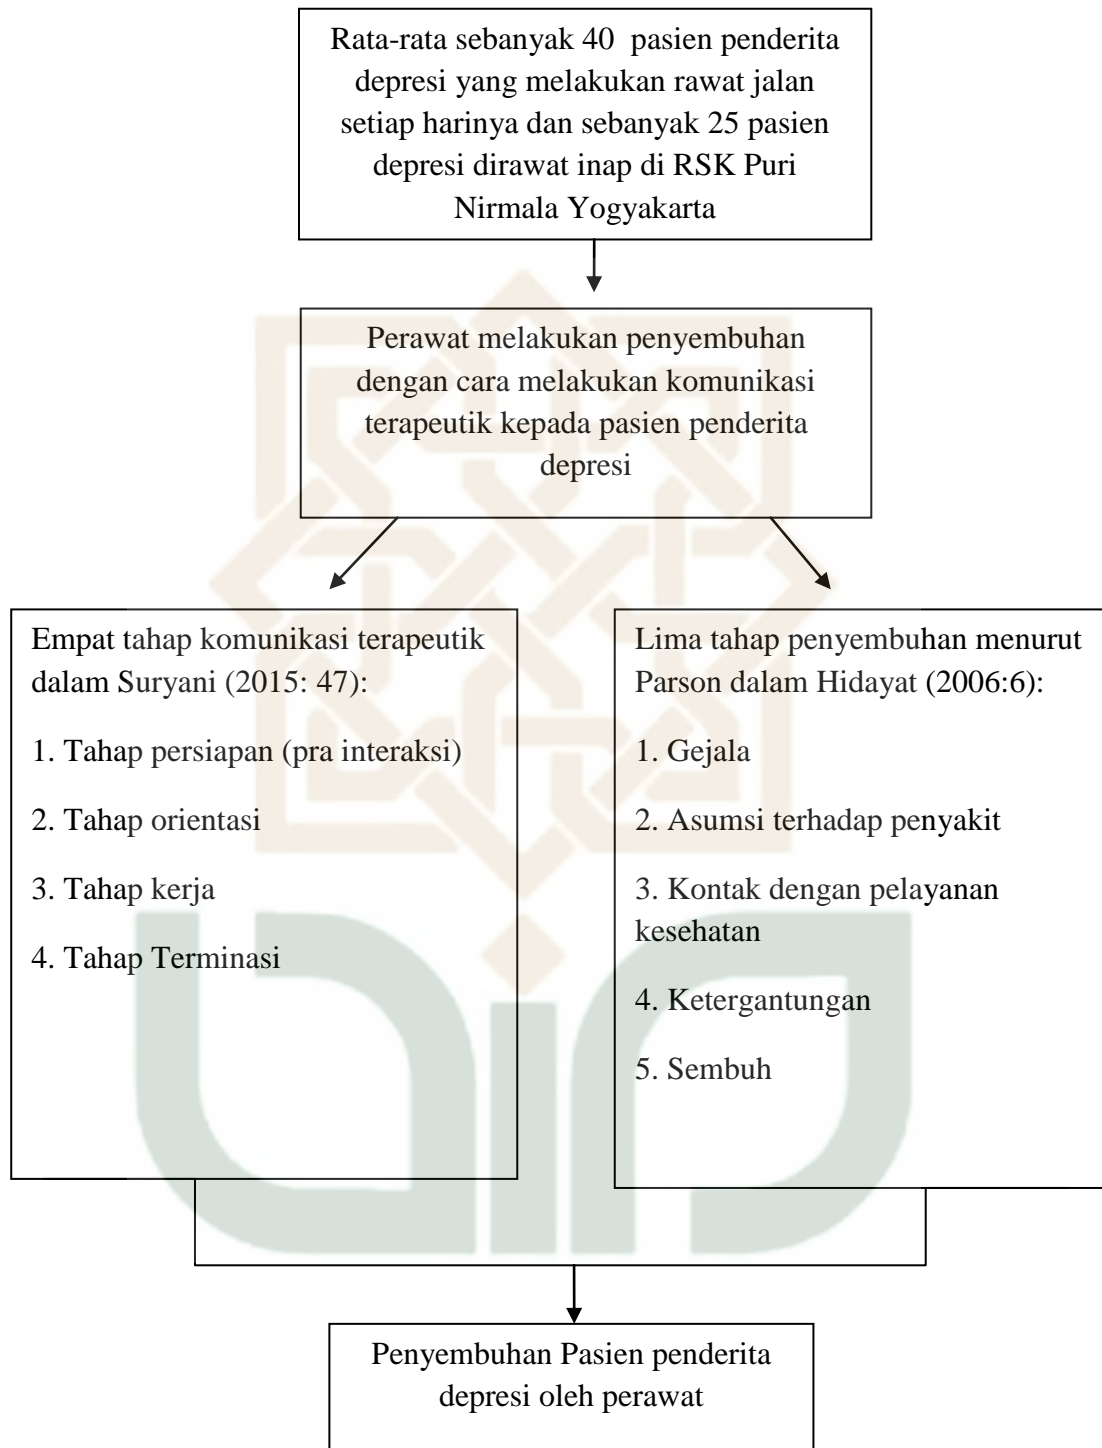 Rata-rata sebanyak 40 pasien penderita
depresi yang melakukan rawat jalan
setiap harinya dan sebanyak 25 pasien
depresi dirawat inap di RSK Puri
Nirmala Yogyakarta
Perawat melakukan penyembuhan
dengan cara melakukan komunikasi
terapeutik kepada pasien penderita
depresi
Empat tahap komunikasi terapeutik
dalam Suryani (2015: 47):
1. Tahap persiapan (pra interaksi)
2. Tahap orientasi
3. Tahap kerja
4. Tahap Terminasi
Lima tahap penyembuhan menurut
Parson dalam Hidayat (2006:6):
1. Gejala
2. Asumsi terhadap penyakit
3. Kontak dengan pelayanan
kesehatan
4. Ketergantungan
5. Sembuh
Penyembuhan Pasien penderita
depresi oleh perawat